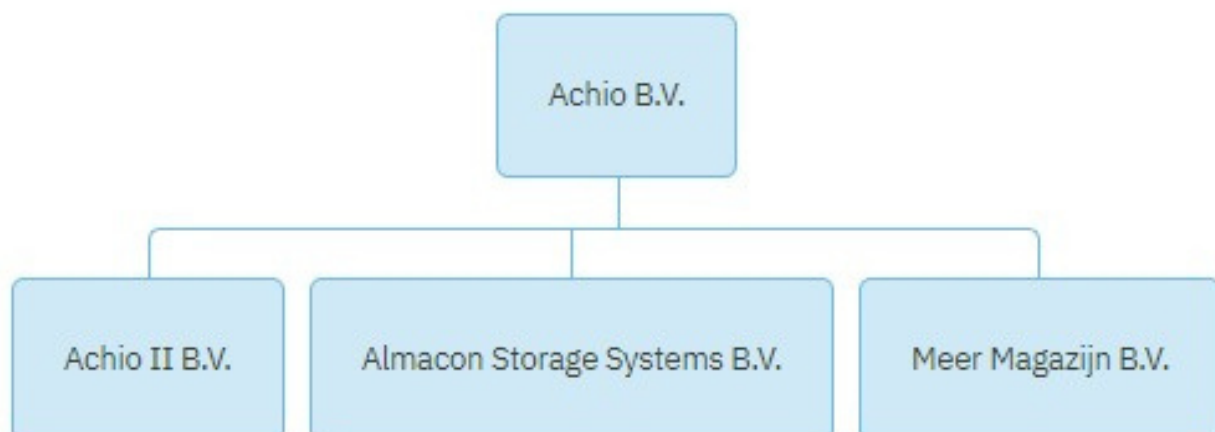 Achio B.V.
Achio II B.V.
Almacon Storage Systems B.V.
Meer Magazijn B.V.